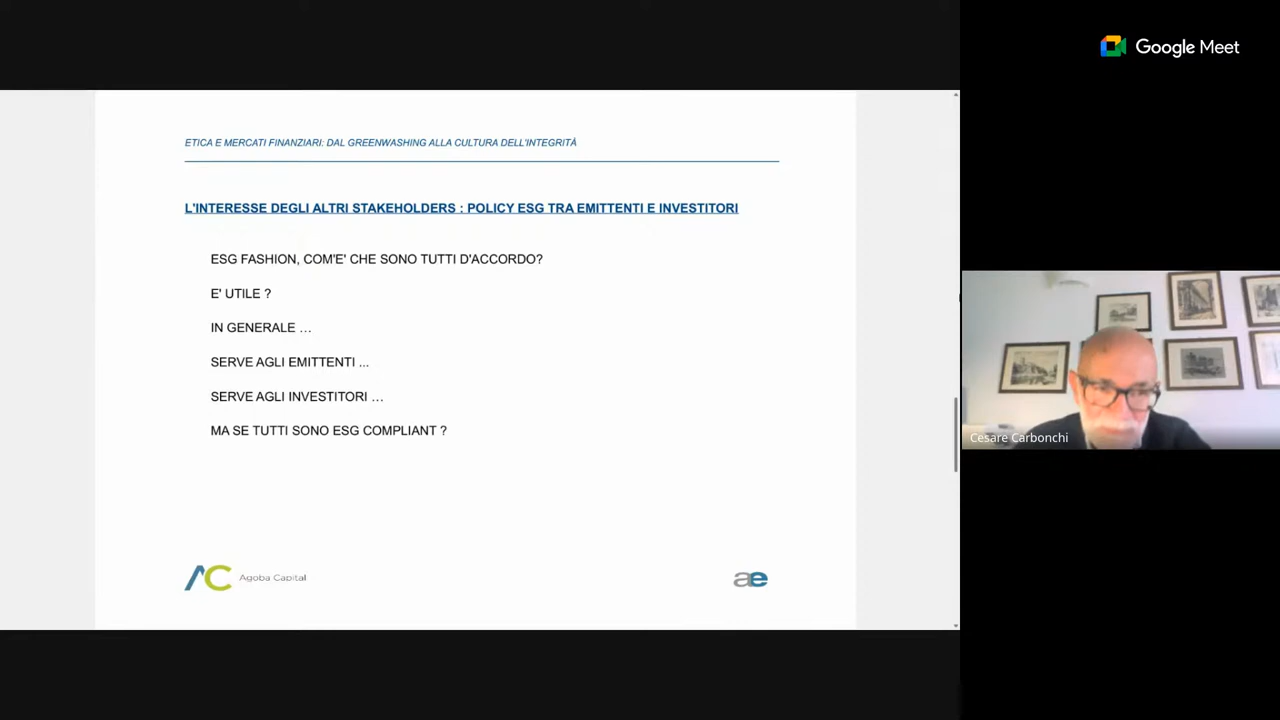 Google Meet
ETICA E MERCATI FINANZIARI: DAL GREENWASHING ALLA CULTURA DELL'INTEGRITÀ
L'INTERESSE DEGLI ALTRI STAKEHOLDERS : POLICY ESG TRA EMITTENTI E INVESTITORI
ESG FASHION, COM'E' CHE SONO TUTTI D'ACCORDO?
E' UTILE ?
IN GENERALE …
SERVE AGLI EMITTENTI ...
SERVE AGLI INVESTITORI …
MA SE TUTTI SONO ESG COMPLIANT ?
Cesare Carbonchi
AC Agoba Capital
ae